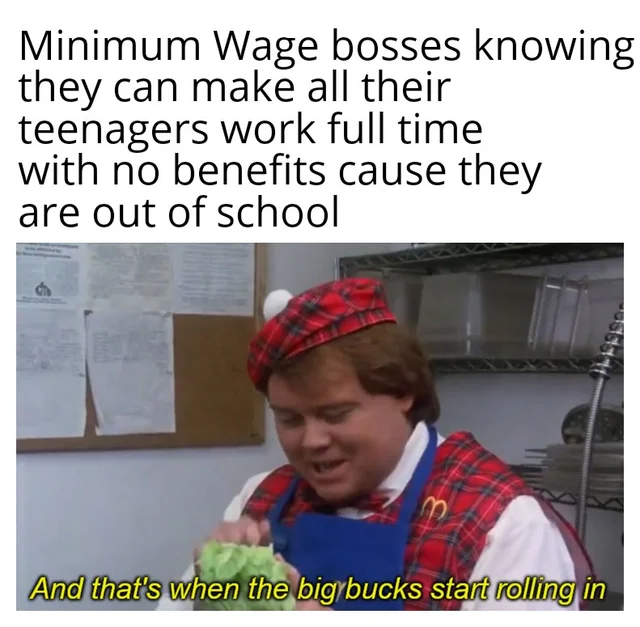 Minimum Wage bosses knowing
they can make all their
teenagers work full time
with no benefits cause they
are out of school
And that's when the big bucks start rolling in